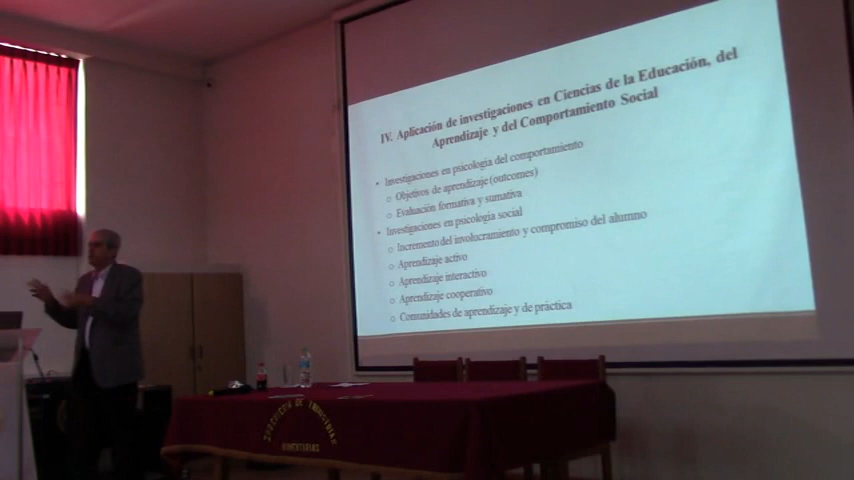 IV. Aplicación de investigaciones en Ciencias de la Educación, del
Aprendizaje y del Comportamiento Social
• Investigaciones en psicología del comportamiento
o Objetivos de aprendizaje (outcomes)
o Evaluación formativa y sumativa
• Investigaciones en psicología social
o Incremento del involucramiento y compromiso del alumno
o Aprendizaje activo
o Aprendizaje interactivo
o Aprendizaje cooperativo
o Comunidades de aprendizaje y de práctica
DE